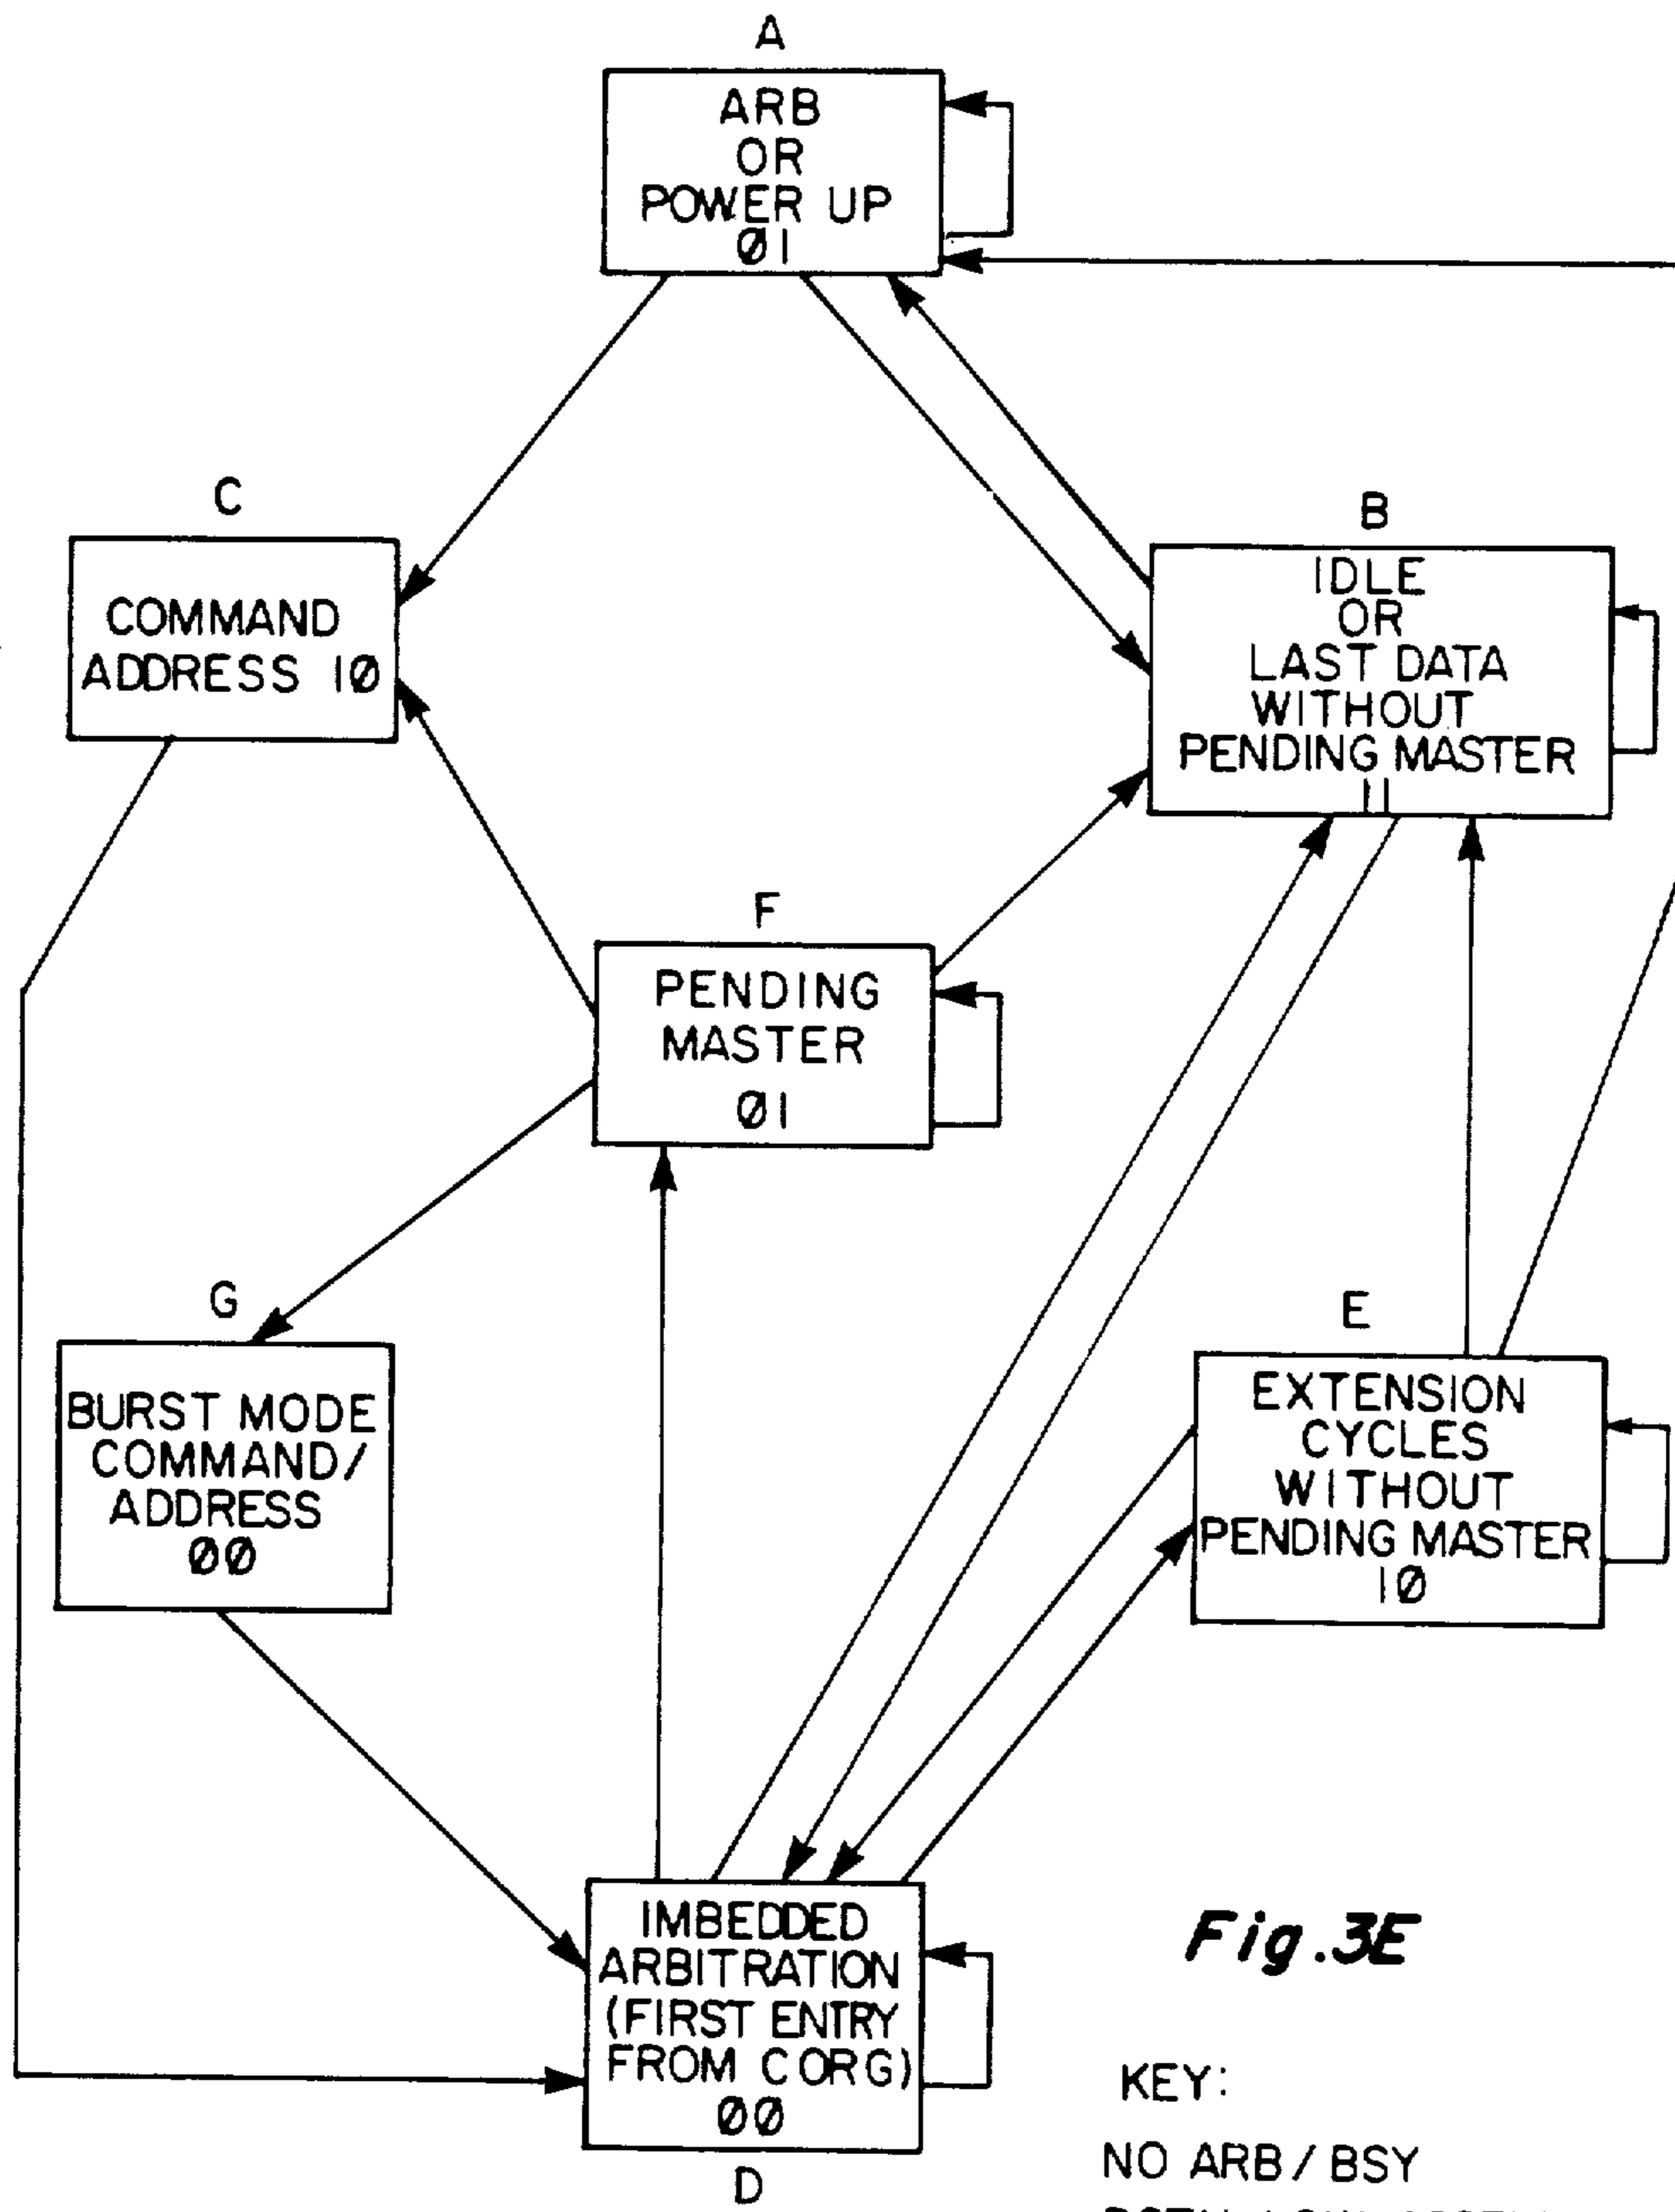 A
ARB
OR
POWER UP
Ø1
C
COMMAND
ADDRESS 1Ø
B
IDLE
OR
LAST DATA
WITHOUT
PENDING MASTER
11
F
PENDING
MASTER
Ø1
G
BURST MODE
COMMAND/
ADDRESS
ØØ
E
EXTENSION
CYCLES
WITHOUT
PENDING MASTER
1Ø
IMBEDDED
ARBITRATION
(FIRST ENTRY
FROM C OR G)
ØØ
D
Fig.3E
KEY:
NO ARB / BSY